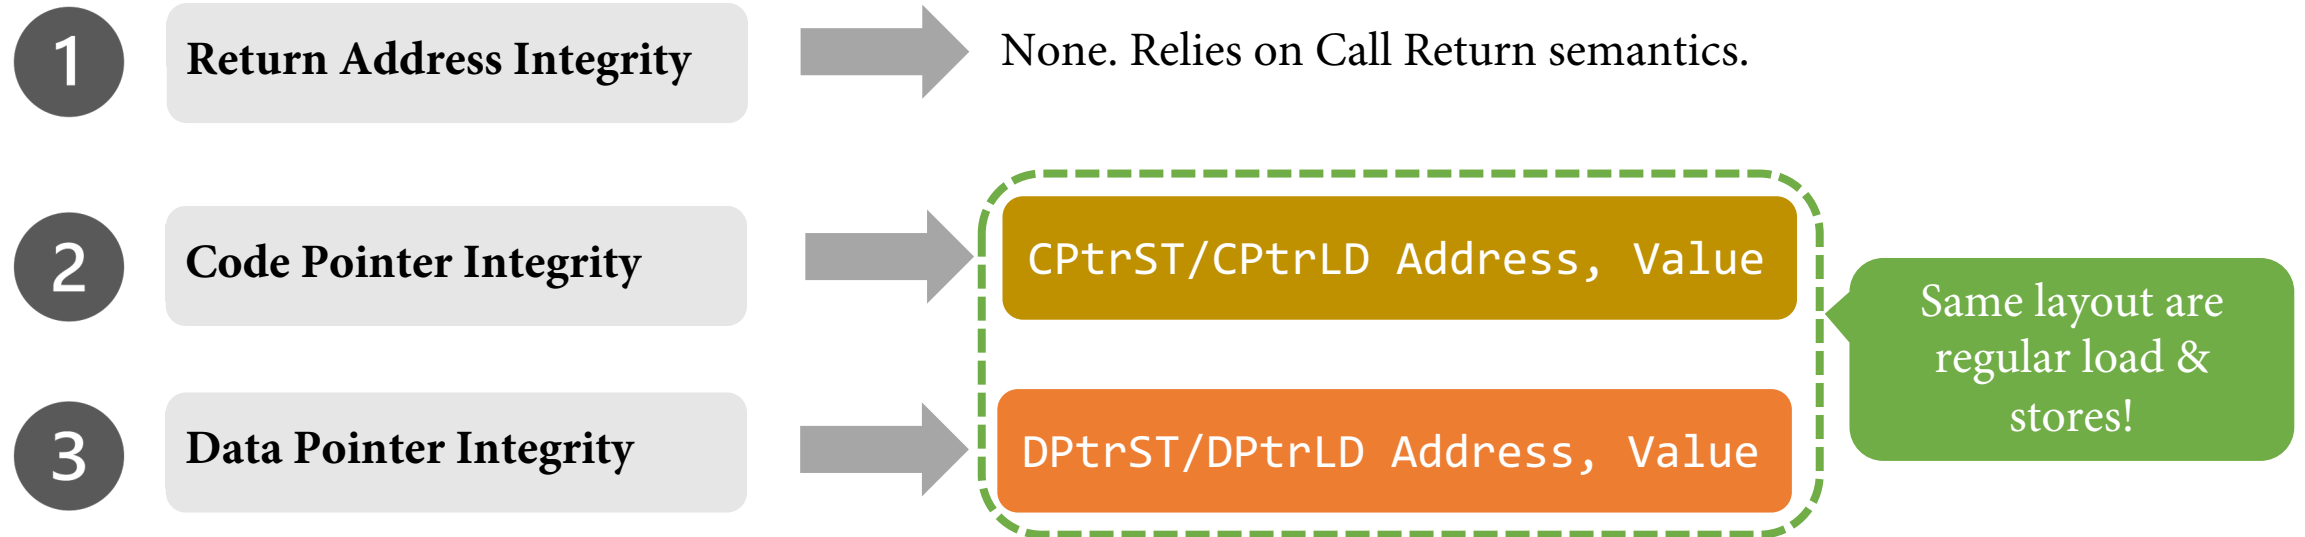 1
Return Address Integrity
None. Relies on Call Return semantics.
2
Code Pointer Integrity
CPtrST/CPtrLD Address, Value
3
Data Pointer Integrity
DPtrST/DPtrLD Address, Value
Same layout are
regular load &
stores!